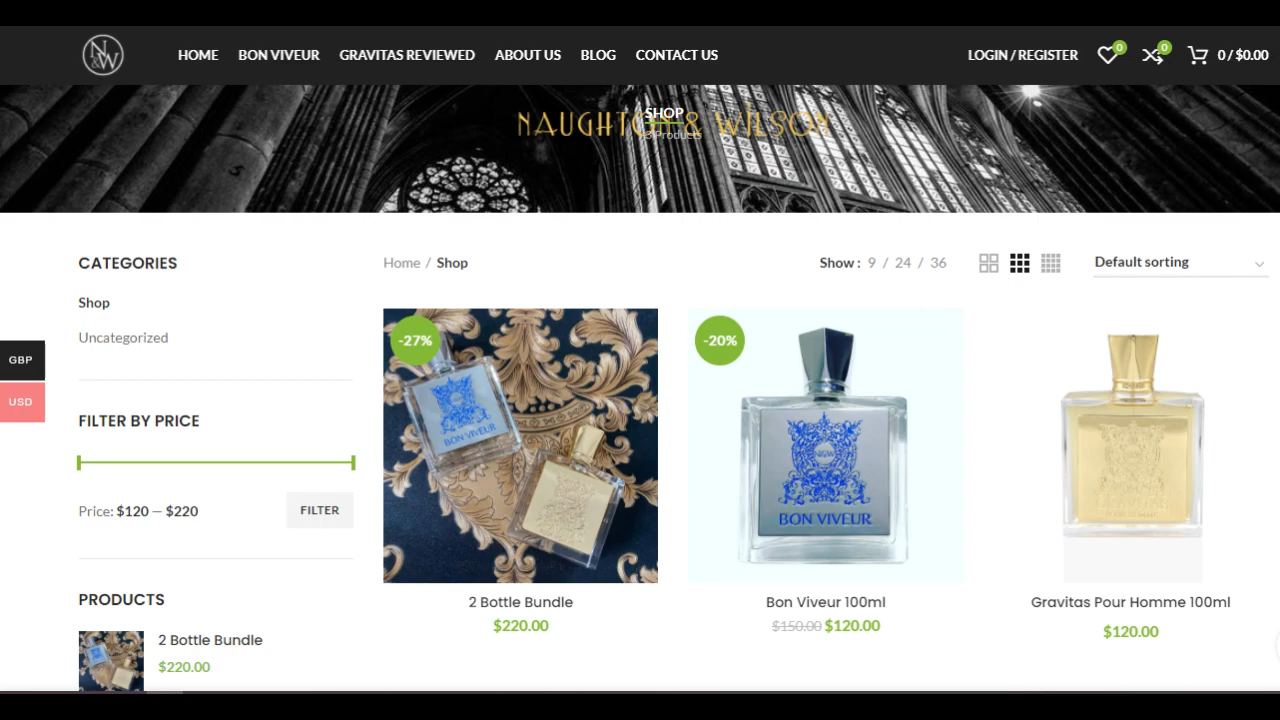 N&W
HOME BON VIVEUR GRAVITAS REVIEWED ABOUT US BLOG CONTACT US LOGIN / REGISTER 0 0 0 / $0.00
SHOP
NAUGHTON & WILSON
3 Products
CATEGORIES
Shop
Uncategorized
GBP
USD
FILTER BY PRICE
Price: $120 — $220 FILTER
PRODUCTS
2 Bottle Bundle
$220.00
Home / Shop Show : 9 / 24 / 36 Default sorting
-27%
BON VIVEUR
2 Bottle Bundle
$220.00
-20%
N&W
BON VIVEUR
Bon Viveur 100ml
$150.00 $120.00
Gravitas Pour Homme 100ml
$120.00